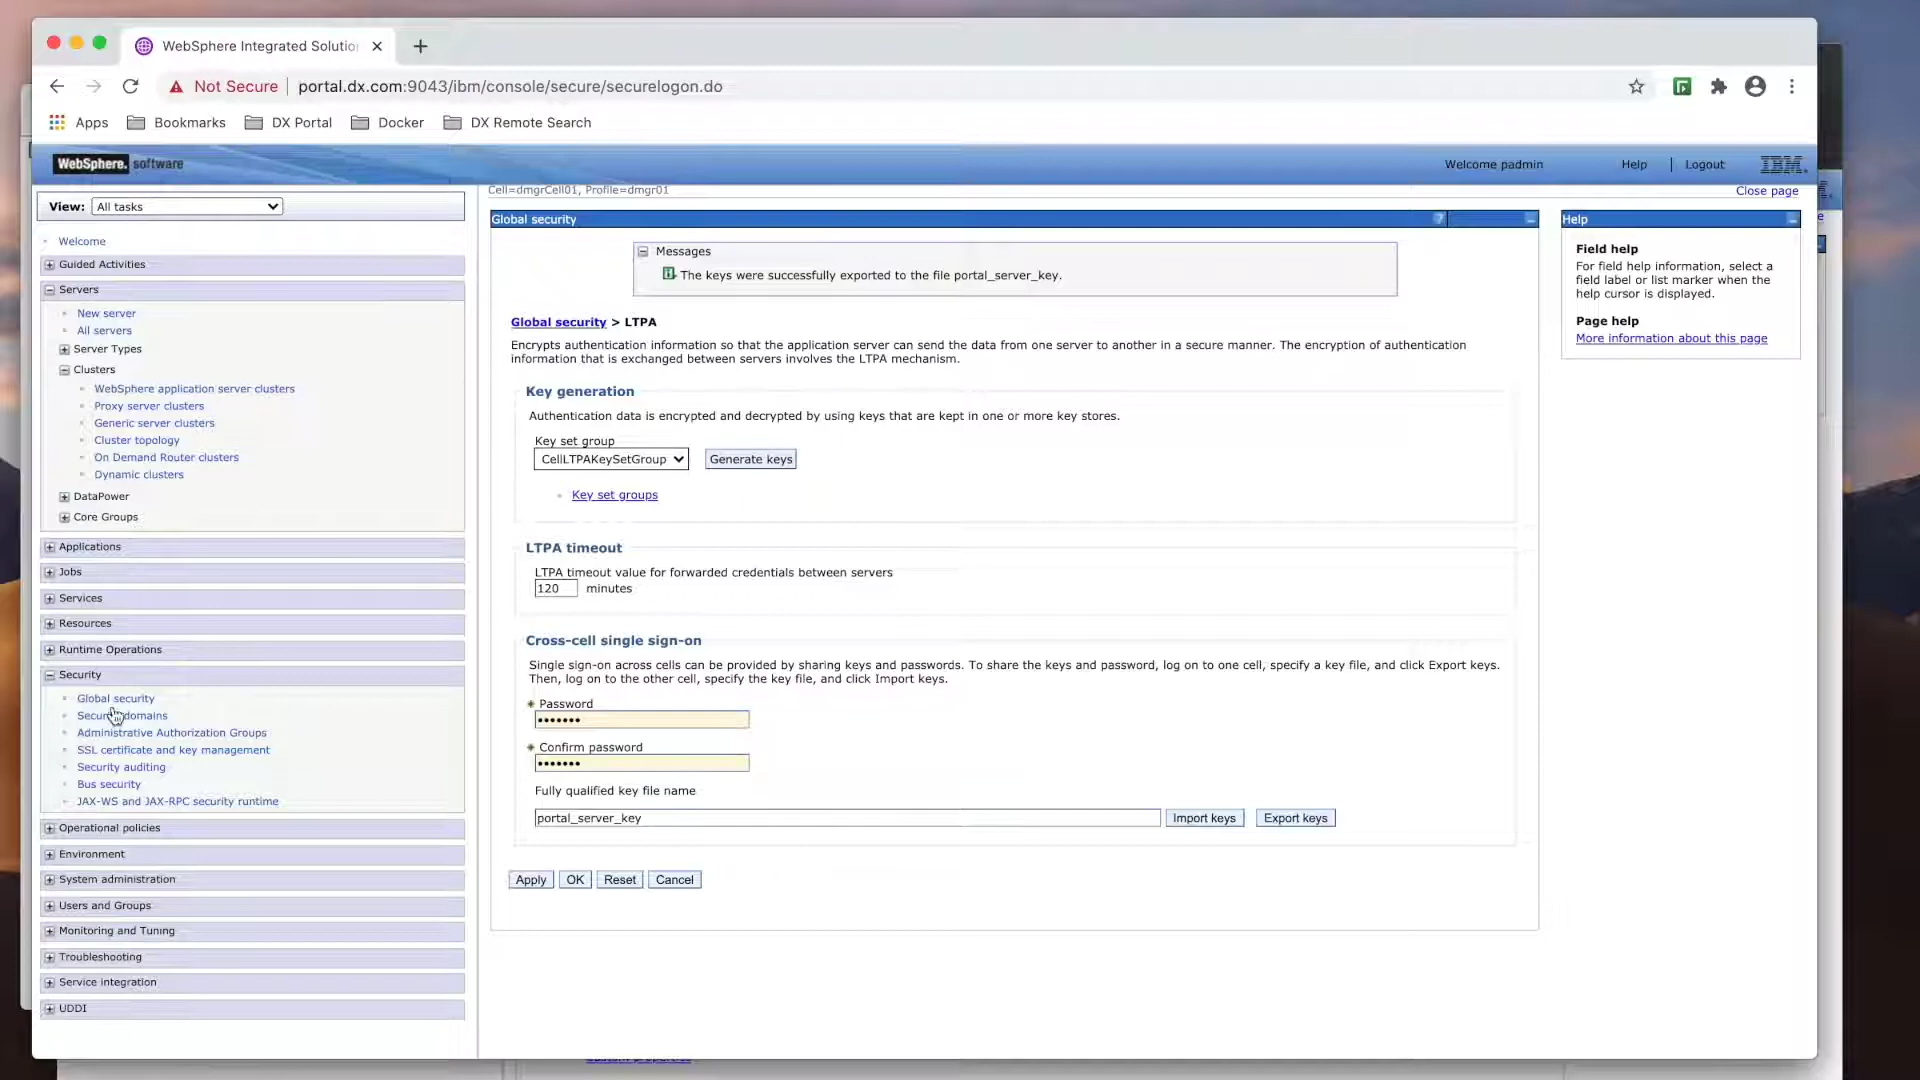 WebSphere Integrated Solutio
Not Secure
portal.dx.com:9043/ibm/console/secure/securelogon.do
Apps
Bookmarks
DX Portal
Docker
DX Remote Search
WebSphere. software
Welcome padmin
Help
Logout
IBM.
Cell=dmgrCell01, Profile=dmgr01
Close page
View:
All tasks
Welcome
Guided Activities
Servers
New server
All servers
Server Types
Clusters
WebSphere application server clusters
Proxy server clusters
Generic server clusters
Cluster topology
On Demand Router clusters
Dynamic clusters
DataPower
Core Groups
Applications
Jobs
Services
Resources
Runtime Operations
Security
Global security
Security domains
Administrative Authorization Groups
SSL certificate and key management
Security auditing
Bus security
JAX-WS and JAX-RPC security runtime
Operational policies
Environment
System administration
Users and Groups
Monitoring and Tuning
Troubleshooting
Service integration
UDDI
Global security
?
Messages
The keys were successfully exported to the file portal_server_key.
Global security > LTPA
Encrypts authentication information so that the application server can send the data from one server to another in a secure manner. The encryption of authentication
information that is exchanged between servers involves the LTPA mechanism.
Key generation
Authentication data is encrypted and decrypted by using keys that are kept in one or more key stores.
Key set group
CellLTPAKeySetGroup
Generate keys
Key set groups
LTPA timeout
LTPA timeout value for forwarded credentials between servers
120
minutes
Cross-cell single sign-on
Single sign-on across cells can be provided by sharing keys and passwords. To share the keys and password, log on to one cell, specify a key file, and click Export keys.
Then, log on to the other cell, specify the key file, and click Import keys.
Password
•••••••
Confirm password
•••••••
Fully qualified key file name
portal_server_key
Import keys
Export keys
Apply
OK
Reset
Cancel
Help
Field help
For field help information, select a
field label or list marker when the
help cursor is displayed.
Page help
More information about this page